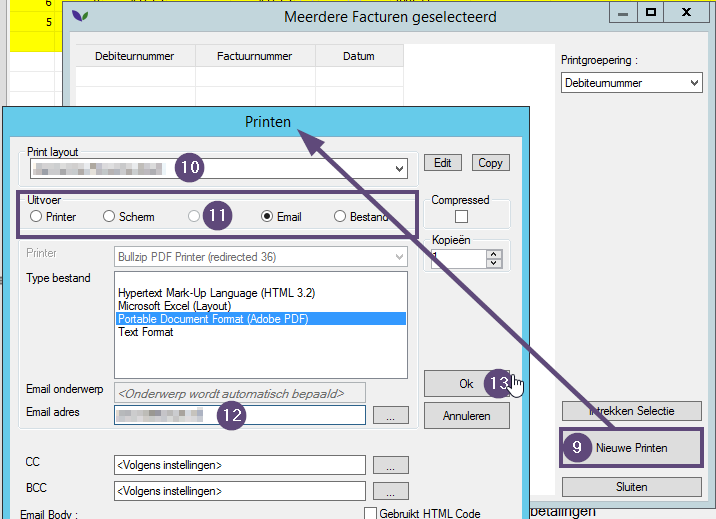 6
5
Meerdere Facturen geselecteerd
Debiteurnummer Factuurnummer Datum
Printgroepering :
Debiteurnummer
Printen
Print layout
10
Edit Copy
Uitvoer
Printer Scherm 11 Email Bestand
Compressed
Kopieën
1
Printer
Bullzip PDF Printer (redirected 36)
Type bestand
Hypertext Mark-Up Language (HTML 3.2)
Microsoft Excel (Layout)
Portable Document Format (Adobe PDF)
Text Format
Email onderwerp <Onderwerp wordt automatisch bepaald>
Email adres 12 ...
Ok 13
Annuleren
Intrekken Selectie
9 Nieuwe Printen
Sluiten
CC <Volgens instellingen> ...
BCC <Volgens instellingen> ...
Email Body :
Gebruikt HTML Code
betalingen